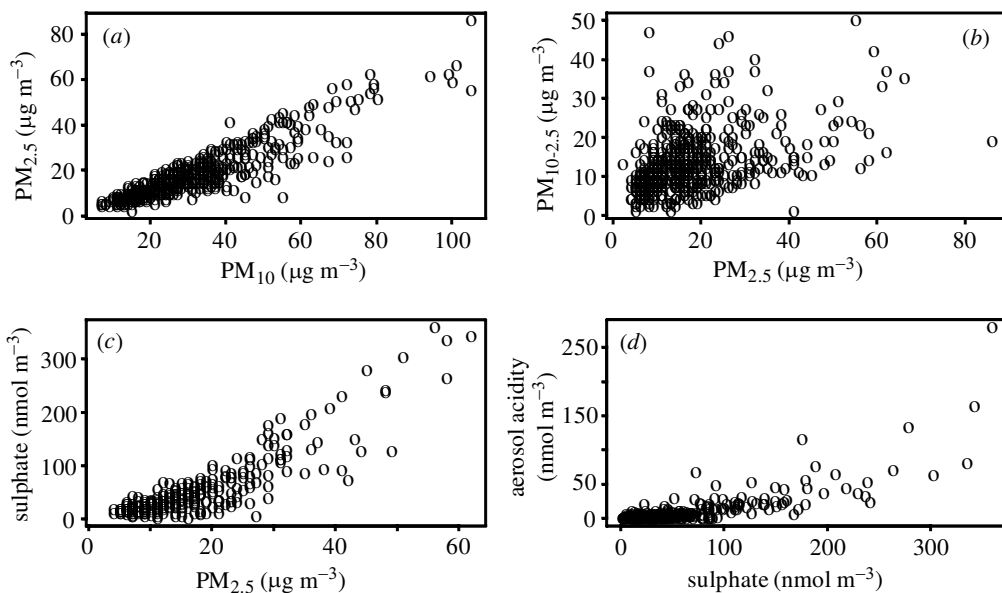 (a)
PM2.5 (µg m−3)
80
60
40
20
0
20
40
60
80
100
PM10 (µg m−3)
(b)
PM10-2.5 (µg m−3)
50
40
30
20
10
0
0
20
40
60
80
PM2.5 (µg m−3)
(c)
sulphate (nmol m−3)
300
200
100
0
0
20
40
60
PM2.5 (µg m−3)
(d)
aerosol acidity
(nmol m−3)
250
150
50
0
0
100
200
300
sulphate (nmol m−3)